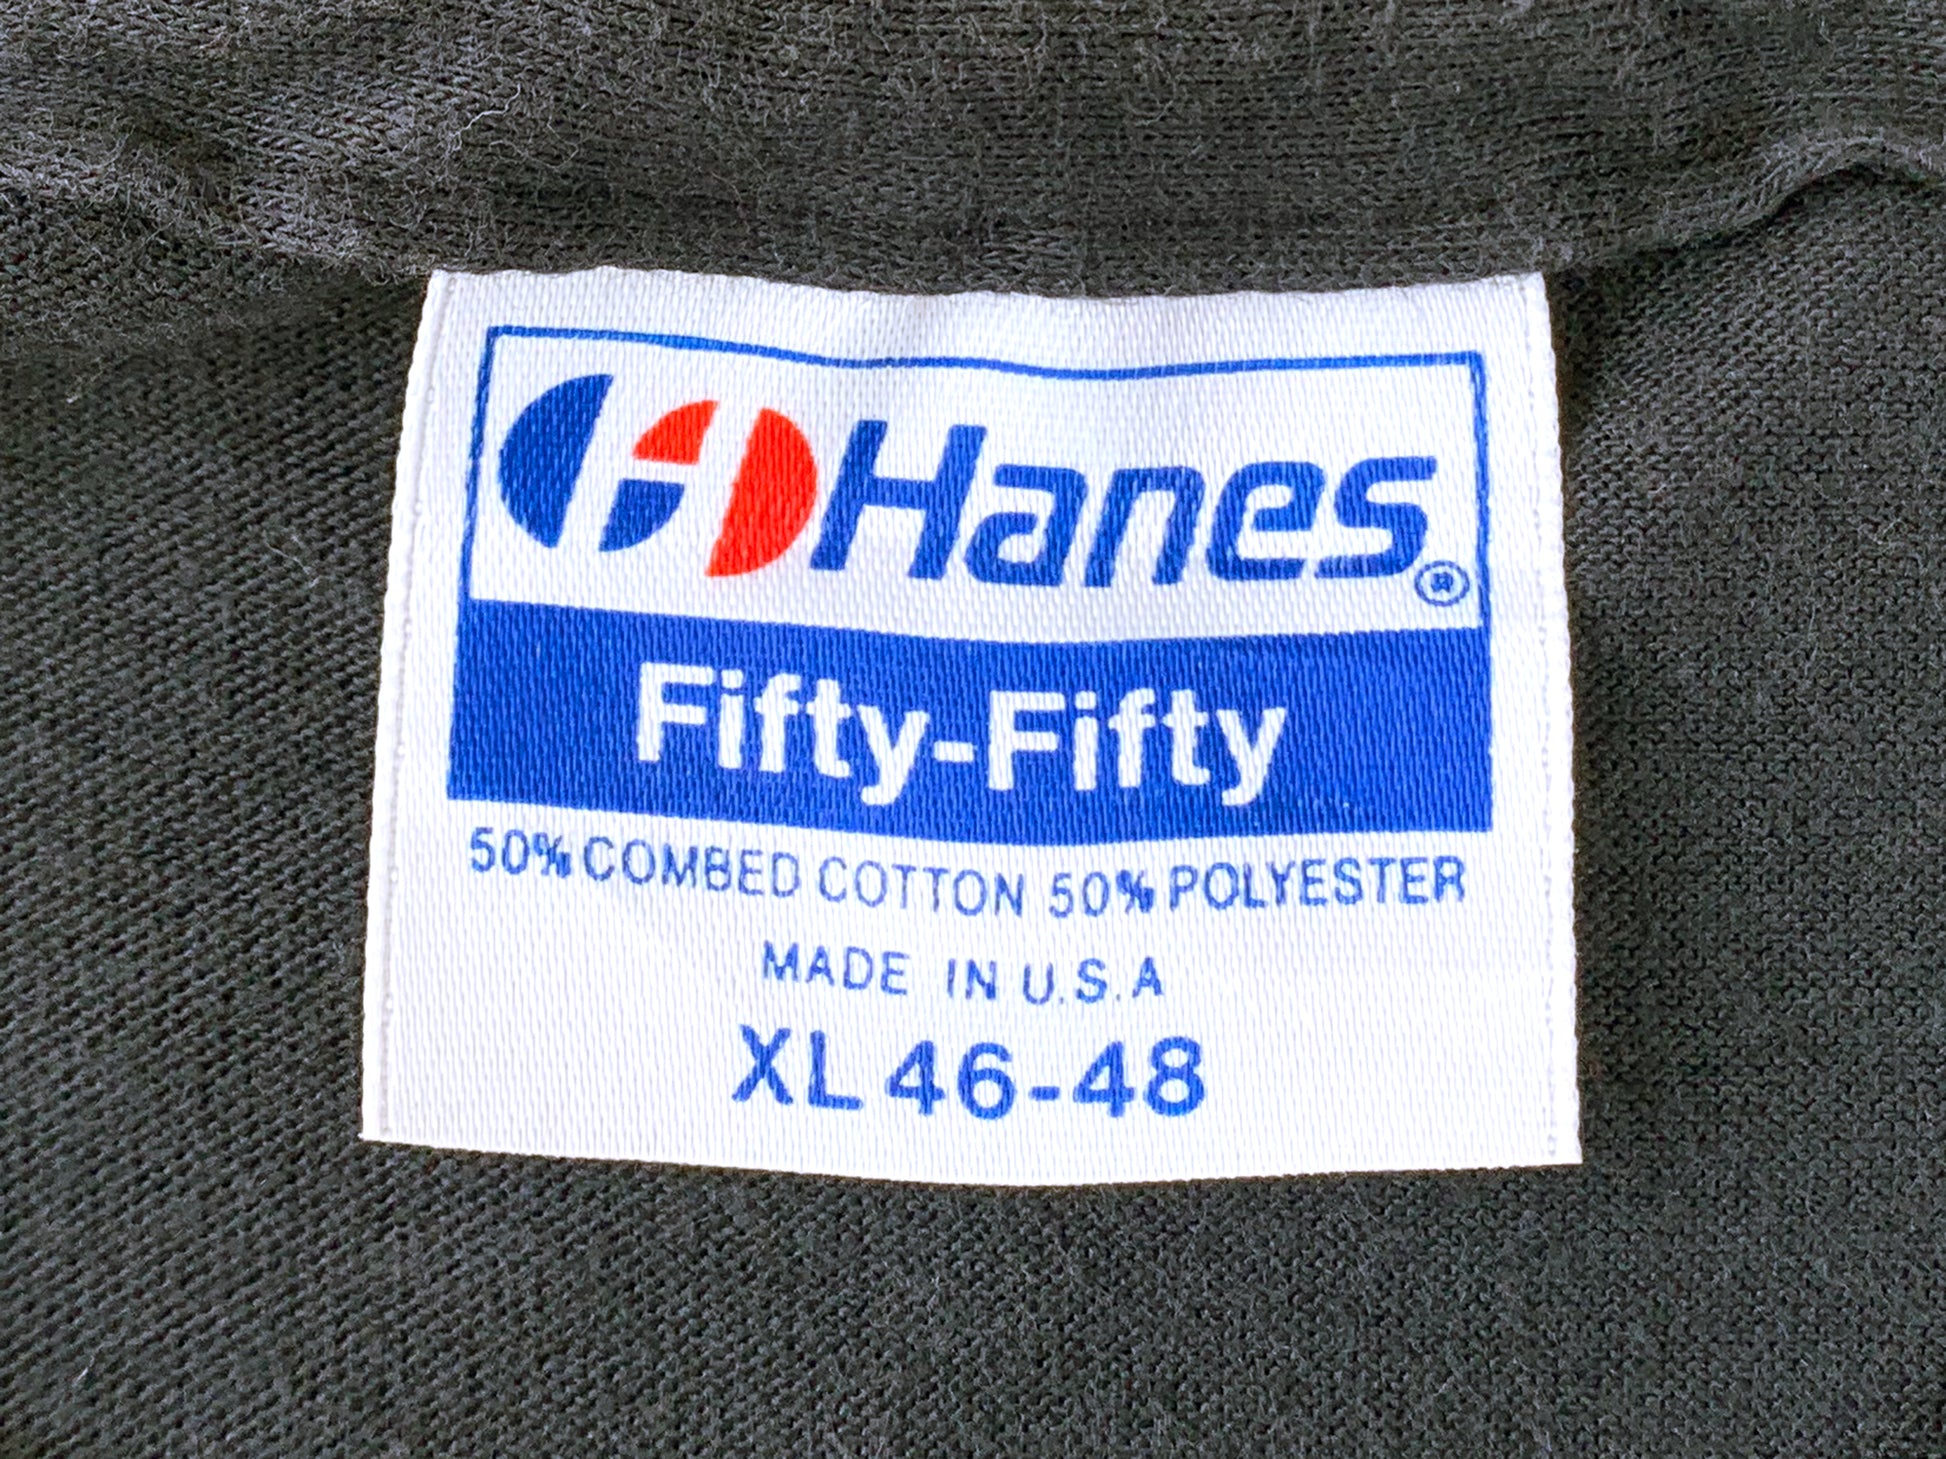 Hanes®
Fifty-Fifty
50% COMBED COTTON 50% POLYESTER
MADE IN U.S.A
XL 46-48